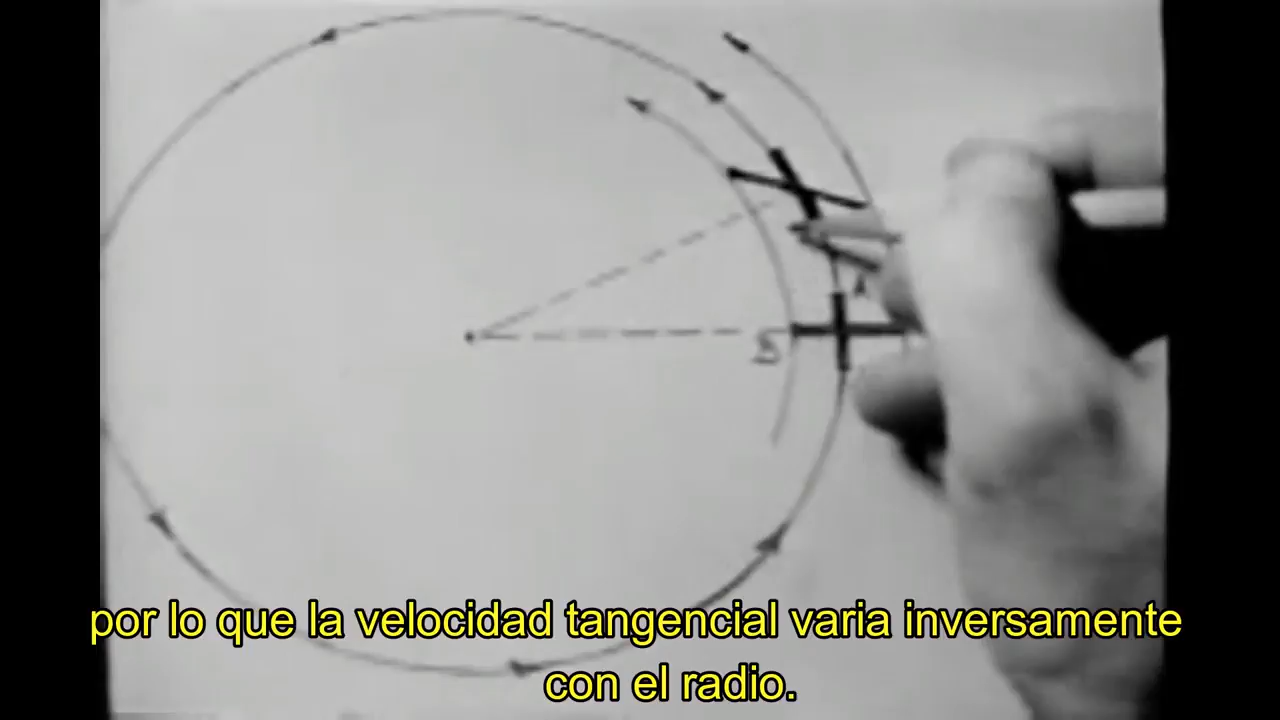 A
B
por lo que la velocidad tangencial varia inversamente
con el radio.